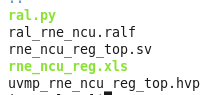 ..
ral.py
ral_rne_ncu.ralf
rne_ncu_reg_top.sv
rne_ncu_reg.xls
uvmp_rne_ncu_reg_top.hvp